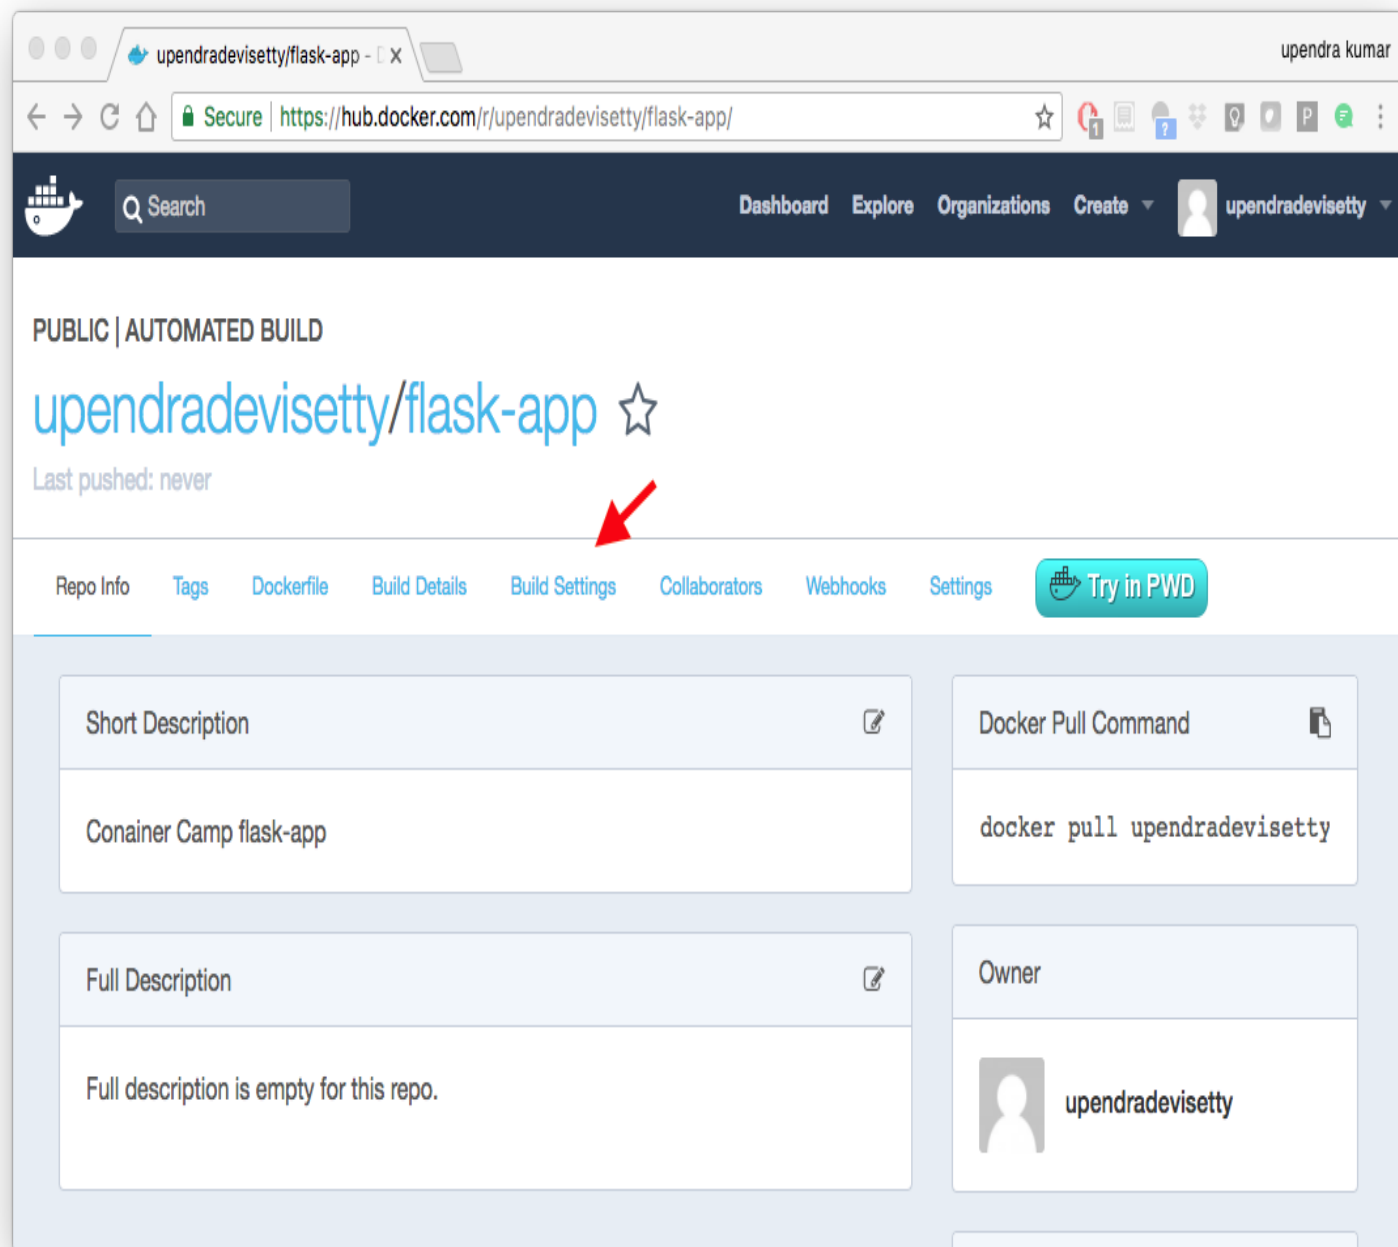 upendradevisetty/flask-app -
upendra kumar
Secure | https://hub.docker.com/r/upendradevisetty/flask-app/
1
?
P
Search
Dashboard Explore Organizations Create upendradevisetty
PUBLIC | AUTOMATED BUILD
upendradevisetty/flask-app
Last pushed: never
Repo Info Tags Dockerfile Build Details Build Settings Collaborators Webhooks Settings Try in PWD
Short Description
Conainer Camp flask-app
Full Description
Full description is empty for this repo.
Docker Pull Command
docker pull upendradevisetty
Owner
upendradevisetty